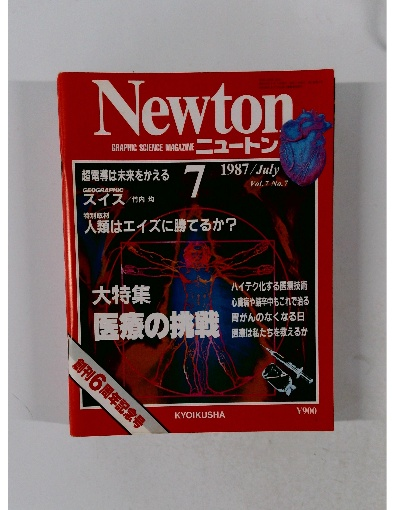 Newton
GRAPHIC SCIENCE MAGAZINE ニュートン
超電導は未来をかえる
7
1987/July
Vol.7 No.7
GEOGRAPHIC
スイス/竹内 均
特別取材
人類はエイズに勝てるか?
大特集
医療の挑戦
ハイテク化する医療技術
心臓病や脳卒中もこれで治る
胃がんのなくなる日
医療は私たちを救えるか
創刊6周年記念号
KYOIKUSHA
¥900